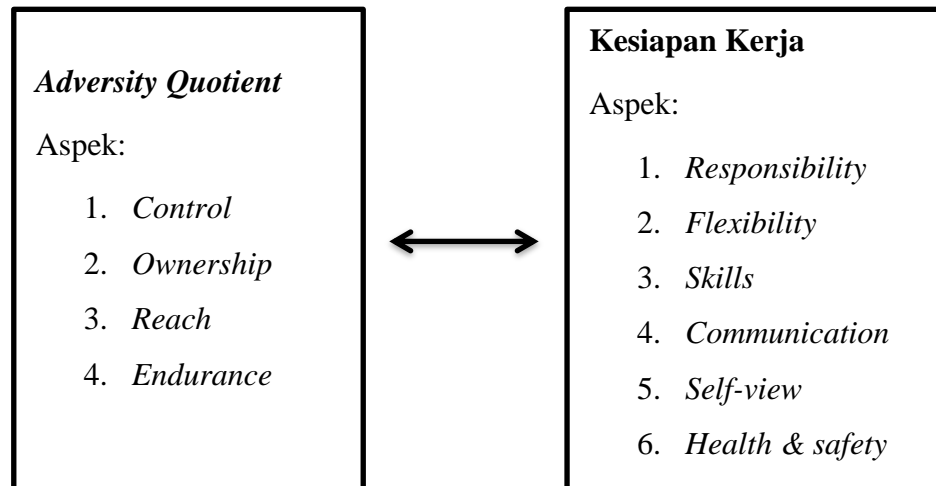 Adversity Quotient
Aspek:
1. Control
2. Ownership
3. Reach
4. Endurance
Kesiapan Kerja
Aspek:
1. Responsibility
2. Flexibility
3. Skills
4. Communication
5. Self-view
6. Health & safety